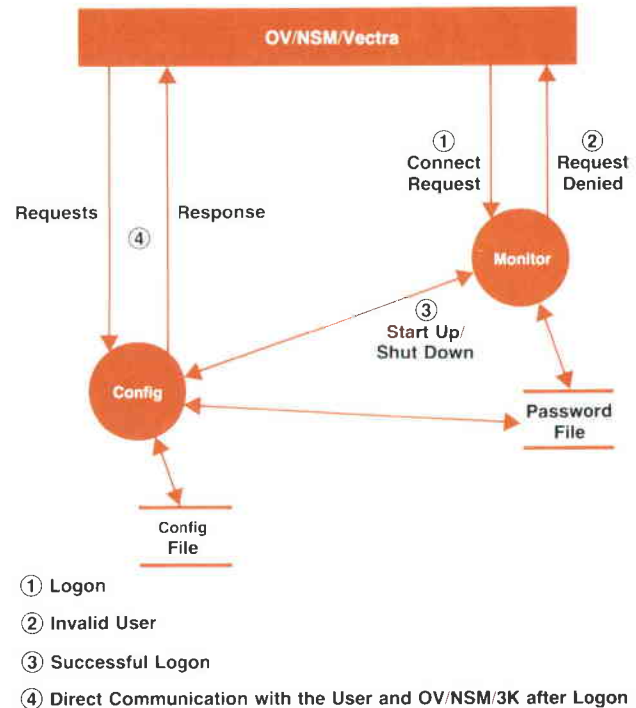 OV/NSM/Vectra
①
Connect
Request
②
Request
Denied
Requests
④
Response
Monitor
③
Start Up/
Shut Down
Config
Password
File
Config
File
① Logon
② Invalid User
③ Successful Logon
④ Direct Communication with the User and OV/NSM/3K after Logon